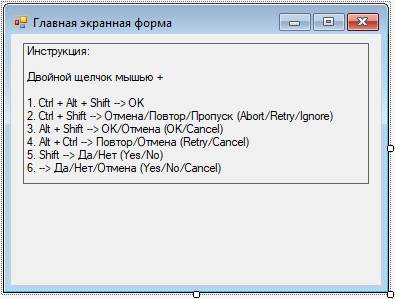 Главная экранная форма
Инструкция:
Двойной щелчок мышью +
1. Ctrl + Alt + Shift --> OK
2. Ctrl + Shift --> Отмена/Повтор/Пропуск (Abort/Retry/Ignore)
3. Alt + Shift --> OK/Отмена (OK/Cancel)
4. Alt + Ctrl --> Повтор/Отмена (Retry/Cancel)
5. Shift --> Да/Нет (Yes/No)
6. --> Да/Нет/Отмена (Yes/No/Cancel)